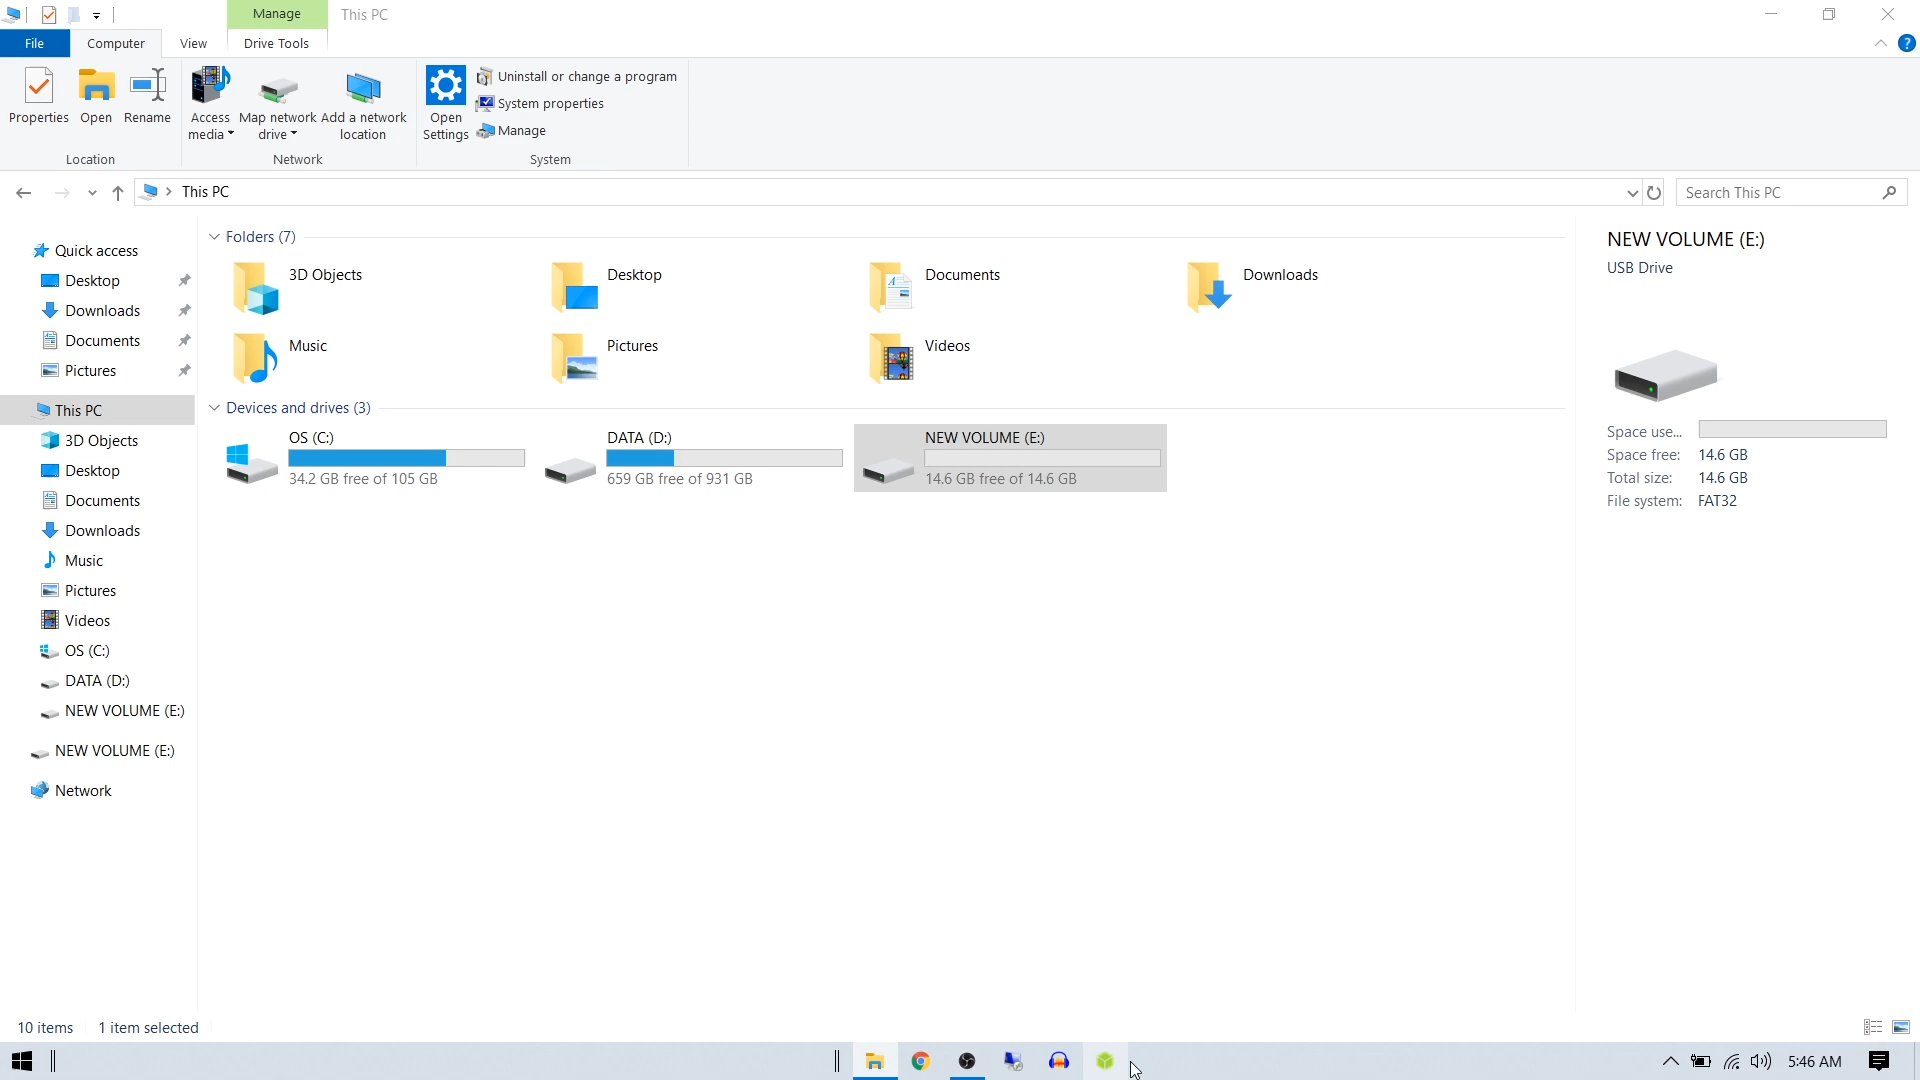 Manage
This PC
File
Computer
View
Drive Tools
Properties
Open
Rename
Access
media
Map network
drive
Add a network
location
Open
Settings
Uninstall or change a program
System properties
Manage
Location
Network
System
This PC
Search This PC
Quick access
Desktop
Downloads
Documents
Pictures
This PC
3D Objects
Desktop
Documents
Downloads
Music
Pictures
Videos
OS (C:)
DATA (D:)
NEW VOLUME (E:)
NEW VOLUME (E:)
Network
Folders (7)
3D Objects
Desktop
Documents
Downloads
Music
Pictures
Videos
Devices and drives (3)
OS (C:)
34.2 GB free of 105 GB
DATA (D:)
659 GB free of 931 GB
NEW VOLUME (E:)
14.6 GB free of 14.6 GB
NEW VOLUME (E:)
USB Drive
Space use...
Space free: 14.6 GB
Total size: 14.6 GB
File system: FAT32
10 items
1 item selected
5:46 AM